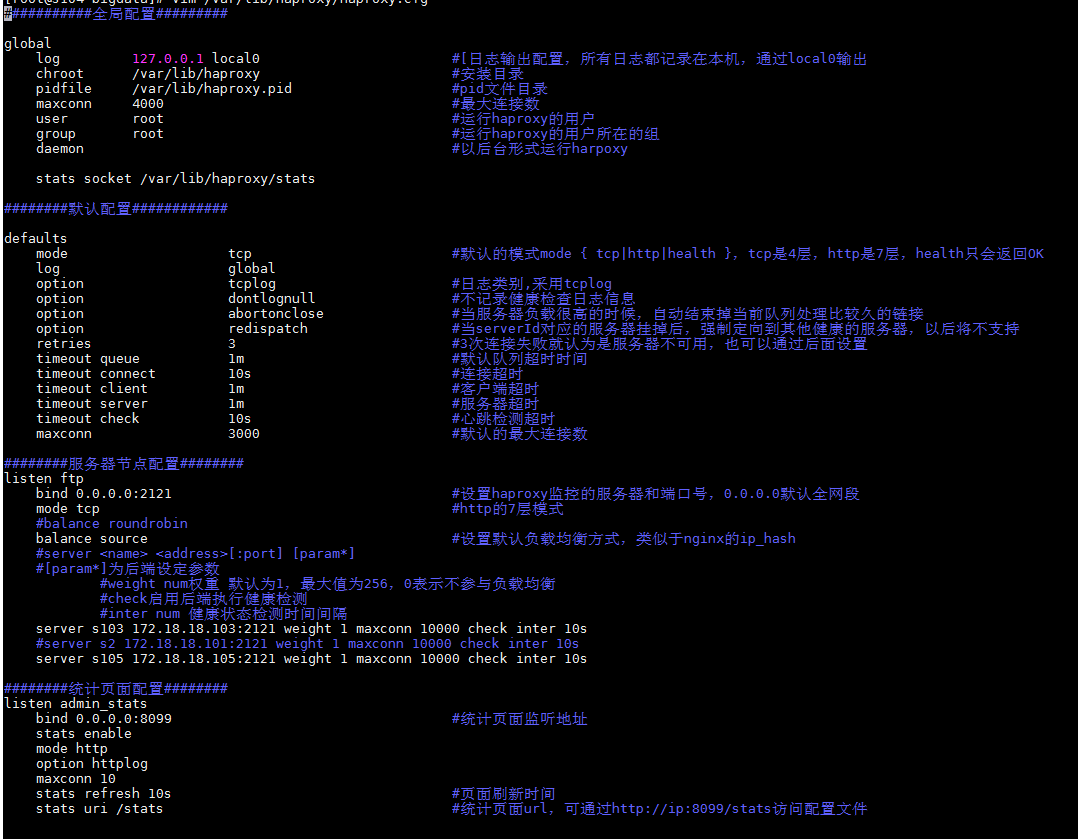 [root@s104 bigdata]# vim /var/lib/haproxy/haproxy.cfg
###########全局配置#########
global
log 127.0.0.1 local0 #[日志输出配置，所有日志都记录在本机，通过local0输出
chroot /var/lib/haproxy #安装目录
pidfile /var/lib/haproxy.pid #pid文件目录
maxconn 4000 #最大连接数
user root #运行haproxy的用户
group root #运行haproxy的用户所在的组
daemon #以后台形式运行harpoxy
stats socket /var/lib/haproxy/stats
########默认配置############
defaults
mode tcp #默认的模式mode { tcp|http|health }，tcp是4层，http是7层，health只会返回OK
log global
option tcplog #日志类别,采用tcplog
option dontlognull #不记录健康检查日志信息
option abortonclose #当服务器负载很高的时候，自动结束掉当前队列处理比较久的链接
option redispatch #当serverId对应的服务器挂掉后，强制定向到其他健康的服务器，以后将不支持
retries 3 #3次连接失败就认为是服务器不可用，也可以通过后面设置
timeout queue 1m #默认队列超时时间
timeout connect 10s #连接超时
timeout client 1m #客户端超时
timeout server 1m #服务器超时
timeout check 10s #心跳检测超时
maxconn 3000 #默认的最大连接数
########服务器节点配置########
listen ftp
bind 0.0.0.0:2121 #设置haproxy监控的服务器和端口号，0.0.0.0默认全网段
mode tcp #http的7层模式
#balance roundrobin
balance source #设置默认负载均衡方式，类似于nginx的ip_hash
#server <name> <address>[:port] [param*]
#[param*]为后端设定参数
#weight num权重 默认为1，最大值为256，0表示不参与负载均衡
#check启用后端执行健康检测
#inter num 健康状态检测时间间隔
server s103 172.18.18.103:2121 weight 1 maxconn 10000 check inter 10s
#server s2 172.18.18.101:2121 weight 1 maxconn 10000 check inter 10s
server s105 172.18.18.105:2121 weight 1 maxconn 10000 check inter 10s
########统计页面配置########
listen admin_stats
bind 0.0.0.0:8099 #统计页面监听地址
stats enable
mode http
option httplog
maxconn 10
stats refresh 10s #页面刷新时间
stats uri /stats #统计页面url，可通过http://ip:8099/stats访问配置文件